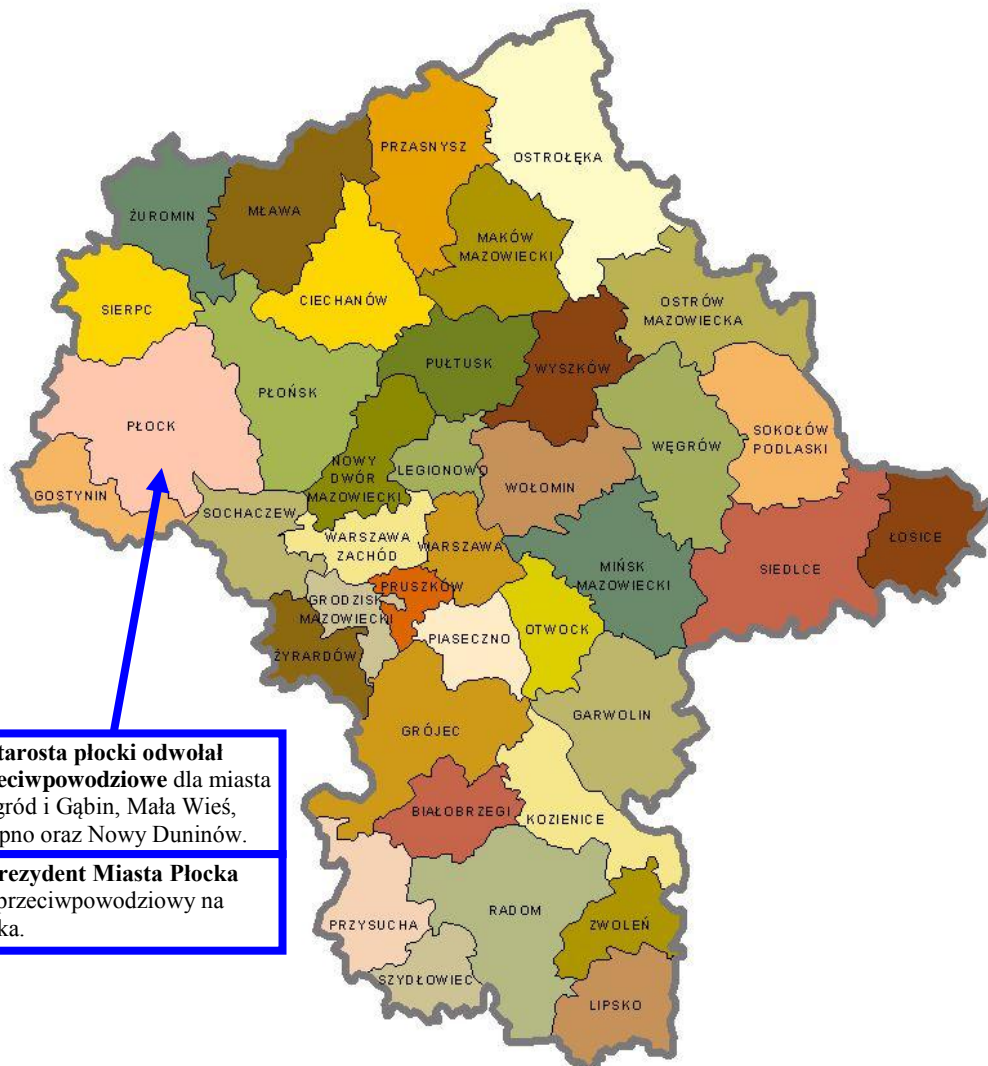 PRZASNYSZ
OSTROŁĘKA
ŻUROMIN
MŁAWA
MAKÓW
MAZOWIECKI
SIERPC
CIECHANÓW
OSTRÓW
MAZOWIECKA
PUŁTUSK
WYSZKÓW
PŁOŃSK
PŁOCK
SOKOŁÓW
PODLASKI
WĘGRÓW
NOWY
DWÓR
MAZOWIECKI
LEGIONOWO
WOŁOMIN
GOSTYNIN
SOCHACZEW
WARSZAWA
ZACHÓD
WARSZAWA
MIŃSK
MAZOWIECKI
SIEDLCE
ŁOSICE
PRUSZKÓW
GRODZISK
MAZOWIECKI
PIASECZNO
OTWOCK
ŻYRARDÓW
GARWOLIN
GRÓJEC
tarosta płocki odwołał
eciwpowodziowe dla miasta
gród i Gąbin, Mała Wieś,
pno oraz Nowy Duninów.
BIAŁOBRZEGI
KOZIENICE
rezydent Miasta Płocka
przeciwpowodziowy na
ka.
RADOM
PRZYSUCHA
ZWOLEŃ
SZYDŁOWIEC
LIPSKO